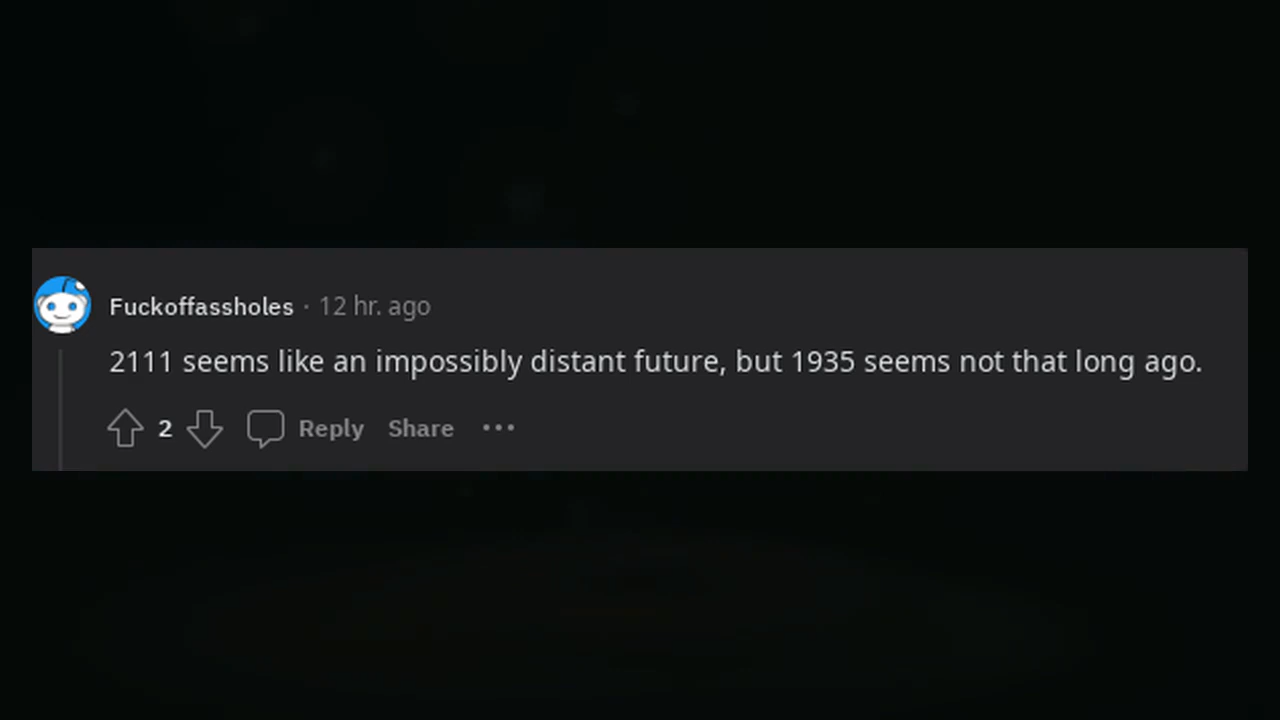 Fuckoffassholes · 12 hr. ago
2111 seems like an impossibly distant future, but 1935 seems not that long ago.
2 Reply Share •••